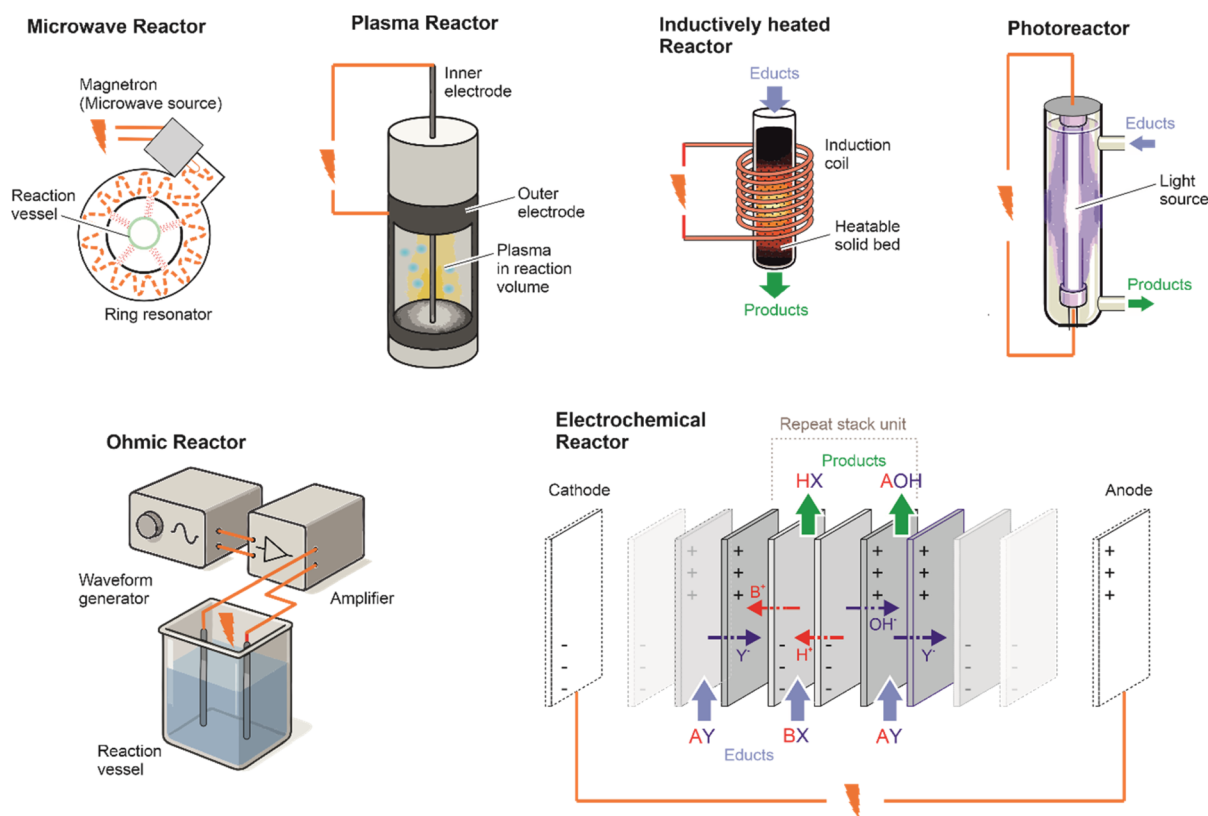 Microwave Reactor
Magnetron
(Microwave source)
Reaction
vessel
Ring resonator
Plasma Reactor
Inner
electrode
Outer
electrode
Plasma
in reaction
volume
Inductively heated
Reactor
Educts
Induction
coil
Heatable
solid bed
Products
Photoreactor
Educts
Light
source
Products
Ohmic Reactor
Waveform
generator
Amplifier
Reaction
vessel
Electrochemical
Reactor
Repeat stack unit
Products
HX
AOH
Cathode
Anode
+ + + + +
+ + + + +
+ + + + +
B⁺
OH⁻
Y⁻
H⁺
Y⁻
- - - - - -
- - - - - -
- - - - - -
AY
BX
AY
Educts